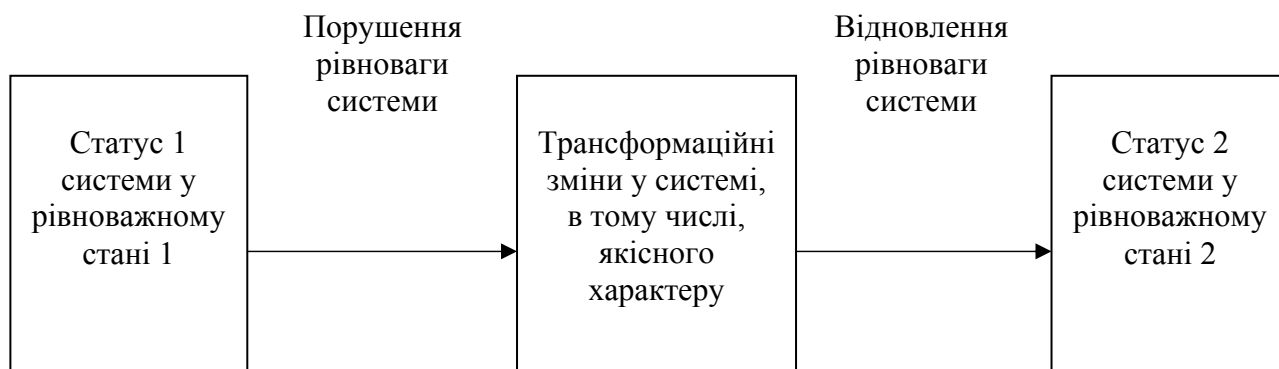 Порушення
рівноваги
системи
Відновлення
рівноваги
системи
Статус 1
системи у
рівноважному
стані 1
Трансформаційні
зміни у системі,
в тому числі,
якісного
характеру
Статус 2
системи у
рівноважному
стані 2